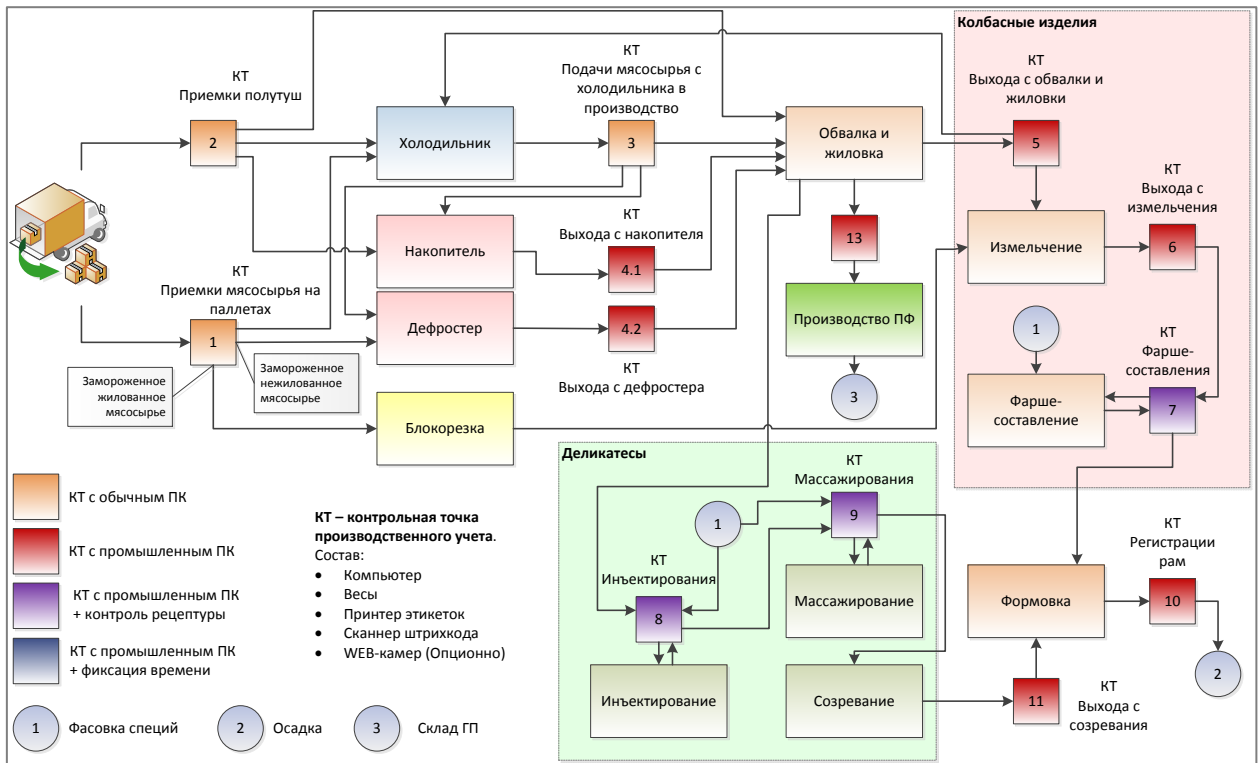 КТ
Приемки полутуш
2
КТ
Приемки мясосырья на
паллетах
1
Замороженное
жилованное
мясосырье
Замороженное
нежилованное
мясосырье
Холодильник
Накопитель
Дефростер
Блокорезка
КТ
Подачи мясосырья с
холодильника в
производство
3
КТ
Выхода с накопителя
4.1
4.2
КТ
Выхода с дефростера
Обвалка и
жиловка
13
Производство ПФ
3
Колбасные изделия
КТ
Выхода с обвалки и
жиловки
5
Измельчение
КТ
Выхода с
измельчения
6
1
КТ
Фарше-
составления
Фарше-
составление
7
Деликатесы
КТ
Массажирования
9
1
КТ
Инъектирования
8
Массажирование
Инъектирование
Созревание
Формовка
КТ
Регистрации
рам
10
2
11
КТ
Выхода с
созревания
КТ с обычным ПК
КТ с промышленным ПК
КТ с промышленным ПК
+ контроль рецептуры
КТ с промышленным ПК
+ фиксация времени
КТ – контрольная точка
производственного учета.
Состав:
• Компьютер
• Весы
• Принтер этикеток
• Сканнер штрихкода
• WEB-камер (Опционно)
1 Фасовка специй
2 Осадка
3 Склад ГП